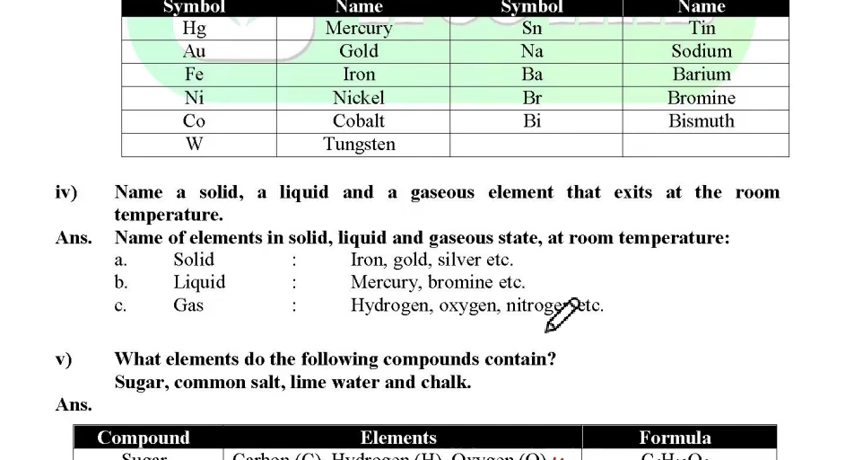 Symbol Name Symbol Name
Hg Mercury Sn Tin
Au Gold Na Sodium
Fe Iron Ba Barium
Ni Nickel Br Bromine
Co Cobalt Bi Bismuth
W Tungsten
iv) Name a solid, a liquid and a gaseous element that exits at the room
temperature.
Ans. Name of elements in solid, liquid and gaseous state, at room temperature:
a. Solid : Iron, gold, silver etc.
b. Liquid : Mercury, bromine etc.
c. Gas : Hydrogen, oxygen, nitrogen etc.
v) What elements do the following compounds contain?
Sugar, common salt, lime water and chalk.
Ans.
Compound Elements Formula
Sugar Carbon (C), Hydrogen (H), Oxygen (O)